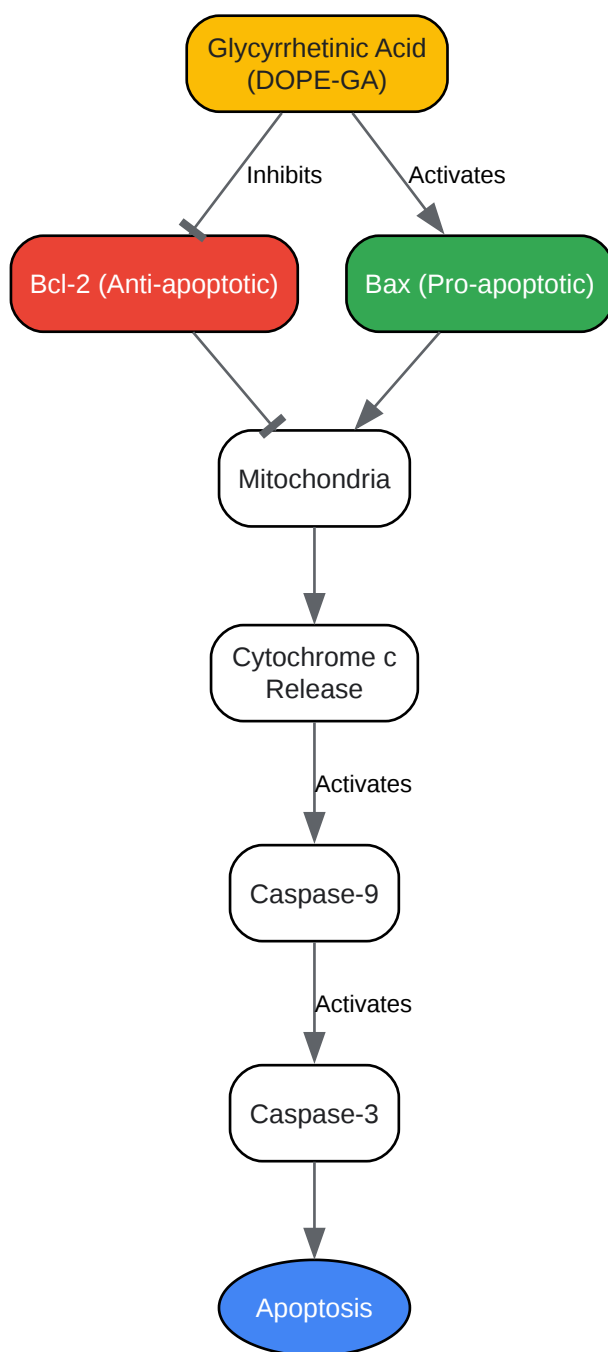 Glycyrrhetinic Acid
(DOPE-GA)
Inhibits
Activates
Bcl-2 (Anti-apoptotic)
Bax (Pro-apoptotic)
Mitochondria
Cytochrome c
Release
Activates
Caspase-9
Activates
Caspase-3
Apoptosis